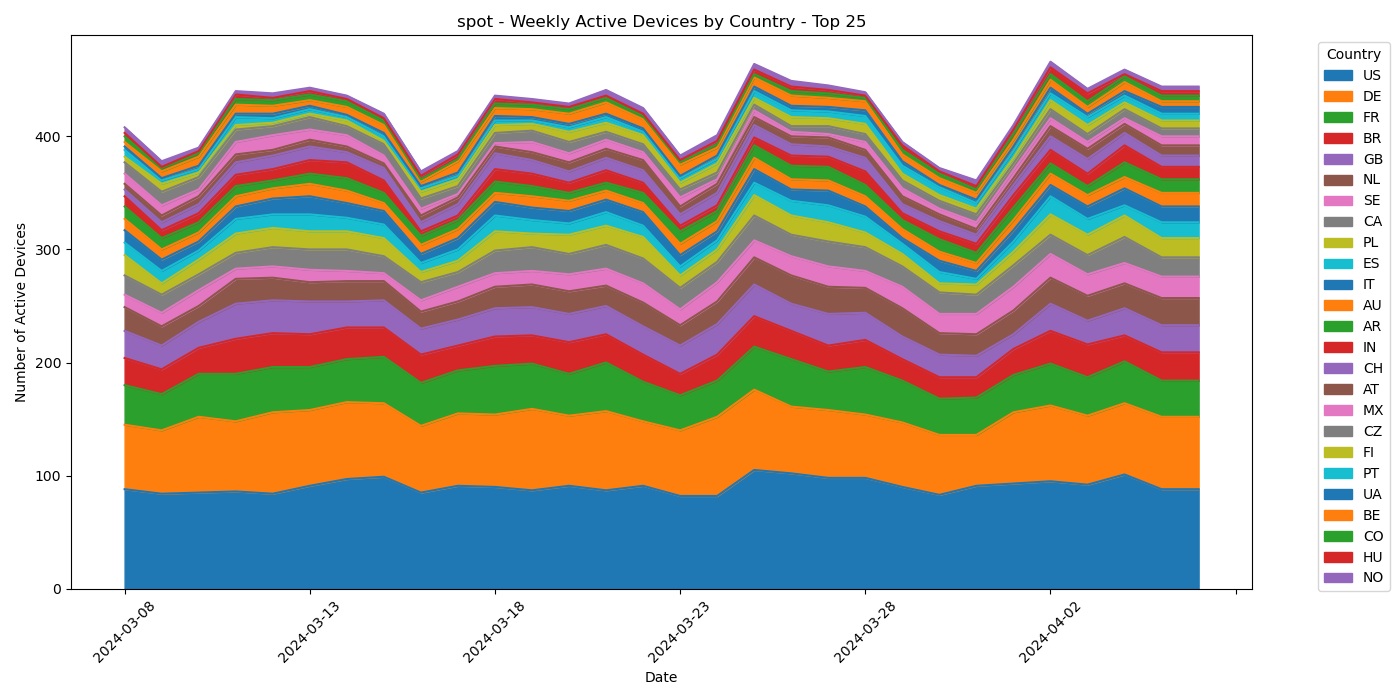 spot - Weekly Active Devices by Country - Top 25
Number of Active Devices
400
300
200
100
0
2024-03-08
2024-03-13
2024-03-18
2024-03-23
2024-03-28
2024-04-02
Date
Country
US
DE
FR
BR
GB
NL
SE
CA
PL
ES
IT
AU
AR
IN
CH
AT
MX
CZ
FI
PT
UA
BE
CO
HU
NO